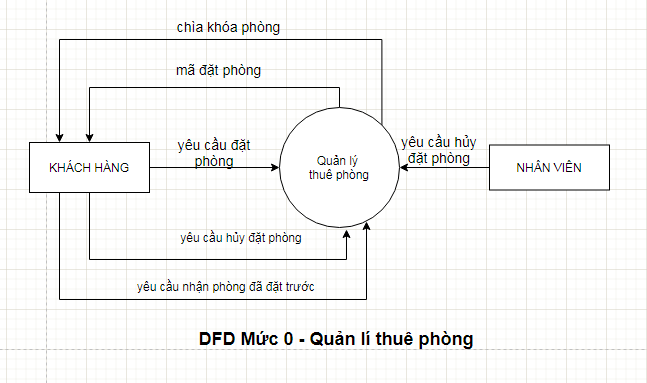 chìa khóa phòng
mã đặt phòng
yêu cầu đặt
phòng
yêu cầu hủy
đặt phòng
KHÁCH HÀNG
Quản lý
thuê phòng
NHÂN VIÊN
yêu cầu hủy đặt phòng
yêu cầu nhận phòng đã đặt trước
DFD Mức 0 - Quản lí thuê phòng